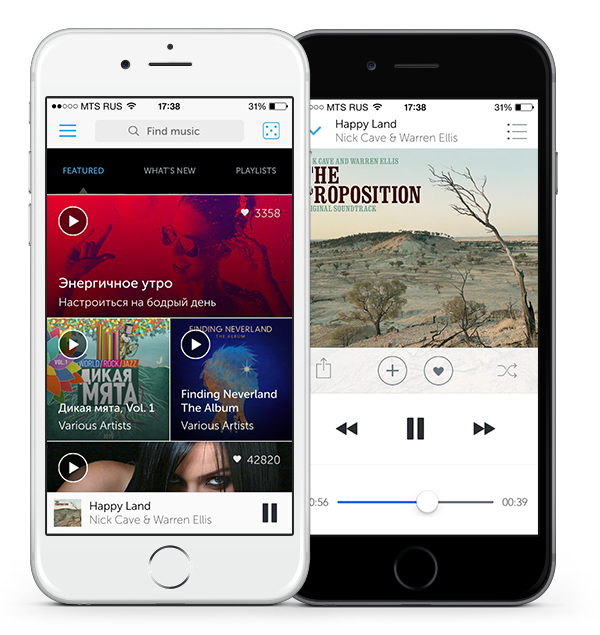 MTS RUS 17:38 31%
Find music
FEATURED WHAT'S NEW PLAYLISTS
3358
Энергичное утро
Настроиться на бодрый день
VOL.1
WORLD/ROCK/JAZZ
ДИКАЯ
МЯТА
Дикая мята, Vol. 1
Various Artists
FINDING NEVERLAND
THE ALBUM
Finding Neverland
The Album
Various Artists
42820
Happy Land
Nick Cave & Warren Ellis
MTS RUS 17:38 31%
Happy Land
Nick Cave & Warren Ellis
K CAVE AND WARREN ELLIS
THE
ROPOSITION
IGINAL SOUNDTRACK
0:56 00:39